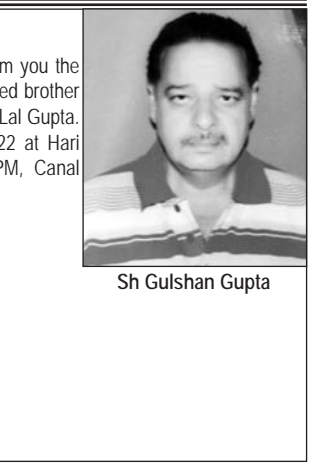 m you the
ed brother
Lal Gupta.
22 at Hari
PM, Canal
Sh Gulshan Gupta